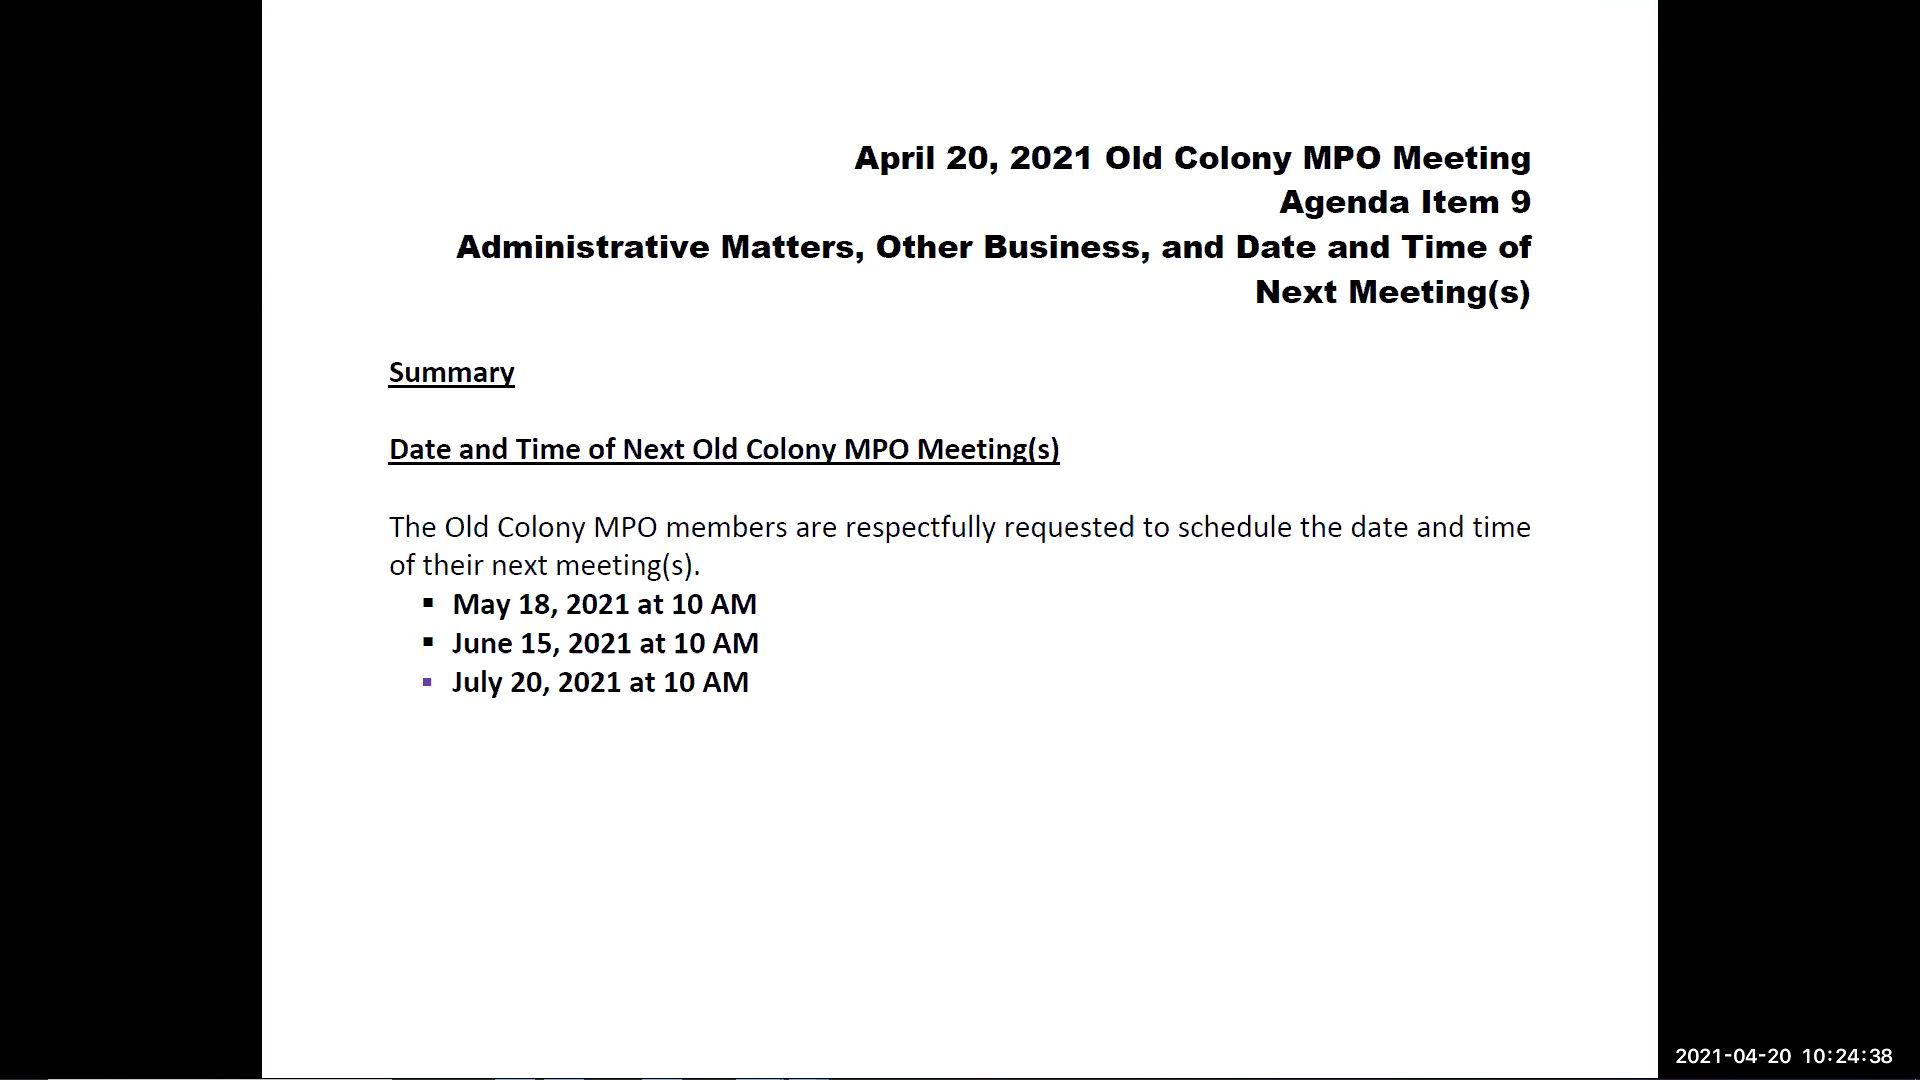 April 20, 2021 Old Colony MPO Meeting
Agenda Item 9
Administrative Matters, Other Business, and Date and Time of
Next Meeting(s)
Summary
Date and Time of Next Old Colony MPO Meeting(s)
The Old Colony MPO members are respectfully requested to schedule the date and time
of their next meeting(s).
▪ May 18, 2021 at 10 AM
▪ June 15, 2021 at 10 AM
▪ July 20, 2021 at 10 AM
2021-04-20 10:24:38